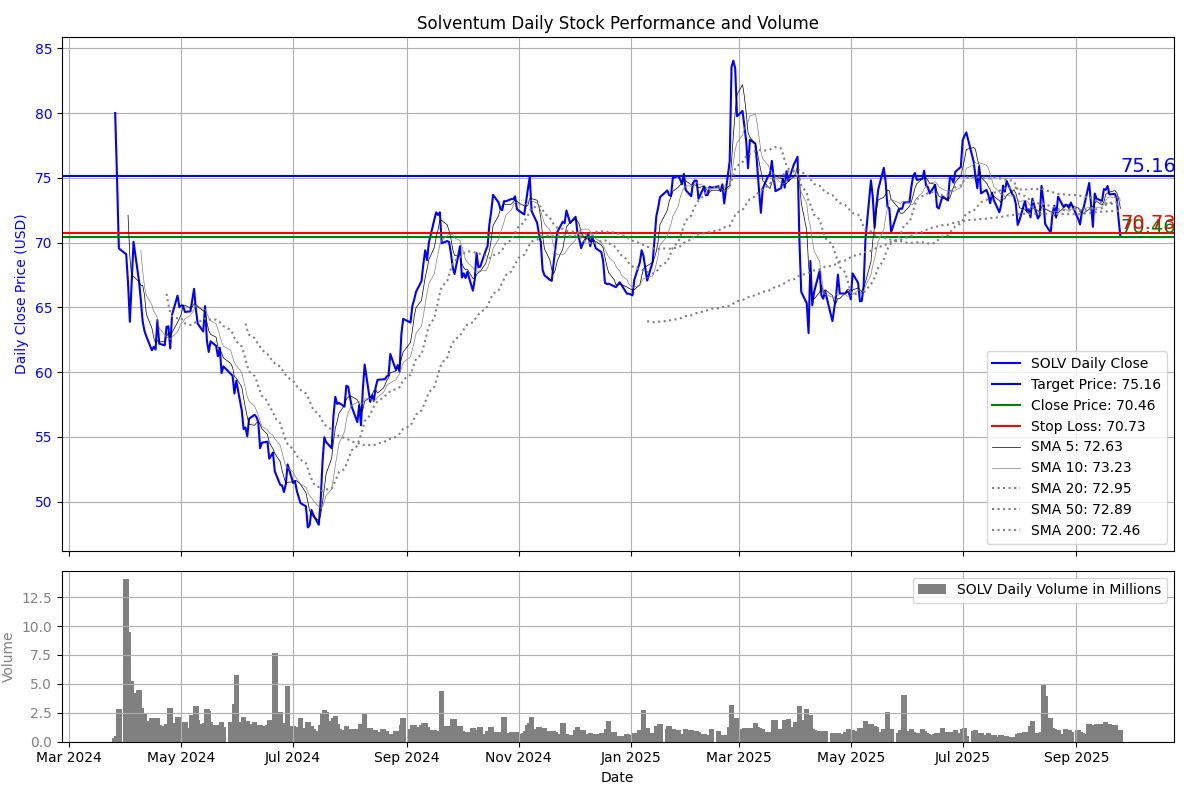 Solventum Daily Stock Performance and Volume
85
80
75
70
65
60
55
50
Daily Close Price (USD)
75.16
70.73
70.46
SOLV Daily Close
Target Price: 75.16
Close Price: 70.46
Stop Loss: 70.73
SMA 5: 72.63
SMA 10: 73.23
SMA 20: 72.95
SMA 50: 72.89
SMA 200: 72.46
12.5
10.0
7.5
5.0
2.5
0.0
Volume
SOLV Daily Volume in Millions
Mar 2024
May 2024
Jul 2024
Sep 2024
Nov 2024
Jan 2025
Mar 2025
May 2025
Jul 2025
Sep 2025
Date